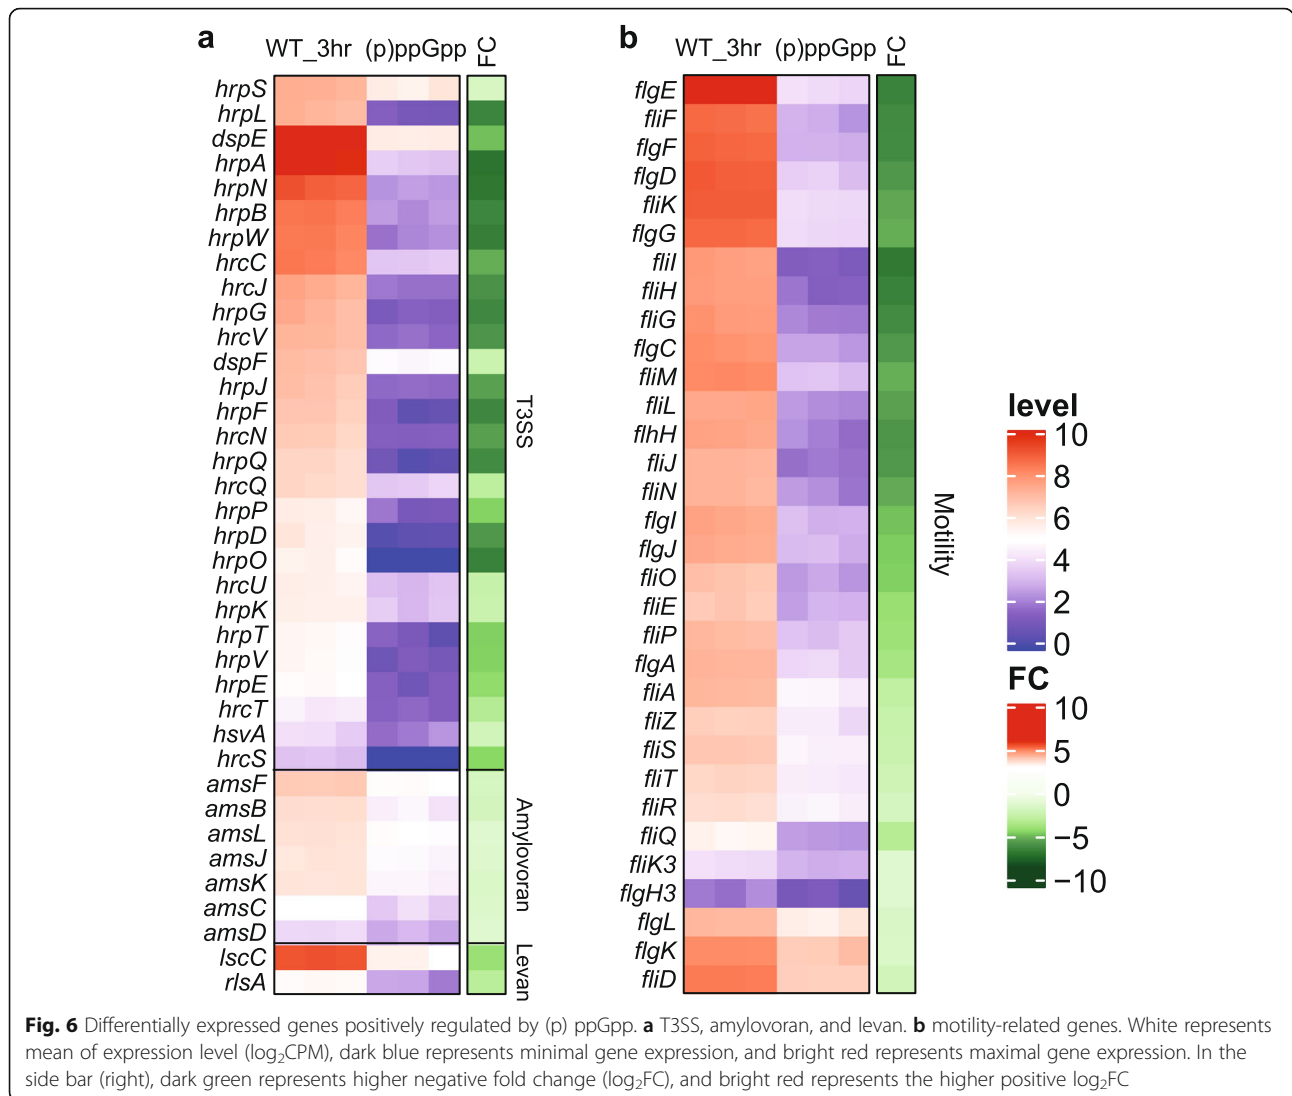 a
WT_3hr (p)ppGpp FC
hrpS
hrpL
dspE
hrpA
hrpN
hrpB
hrpW
hrcC
hrcJ
hrpG
hrcV
dspF
hrpJ
hrpF
hrcN
hrpQ
hrcQ
hrpP
hrpD
hrpO
hrcU
hrpK
hrpT
hrpV
hrpE
hrcT
hsvA
hrcS
amsF
amsB
amsL
amsJ
amsK
amsC
amsD
lscC
rlsA
T3SS
Amylovoran
Levan
b
WT_3hr (p)ppGpp FC
flgE
fliF
flgF
flgD
fliK
flgG
fliI
fliH
fliG
flgC
fliM
fliL
flhH
fliJ
fliN
flgI
flgJ
fliO
fliE
fliP
flgA
fliA
fliZ
fliS
fliT
fliR
fliQ
fliK3
flgH3
flgL
flgK
fliD
Motility
level
10
8
6
4
2
0
FC
10
5
0
−5
−10
Fig. 6 Differentially expressed genes positively regulated by (p) ppGpp. a T3SS, amylovoran, and levan. b motility-related genes. White represents
mean of expression level (log₂CPM), dark blue represents minimal gene expression, and bright red represents maximal gene expression. In the
side bar (right), dark green represents higher negative fold change (log₂FC), and bright red represents the higher positive log₂FC